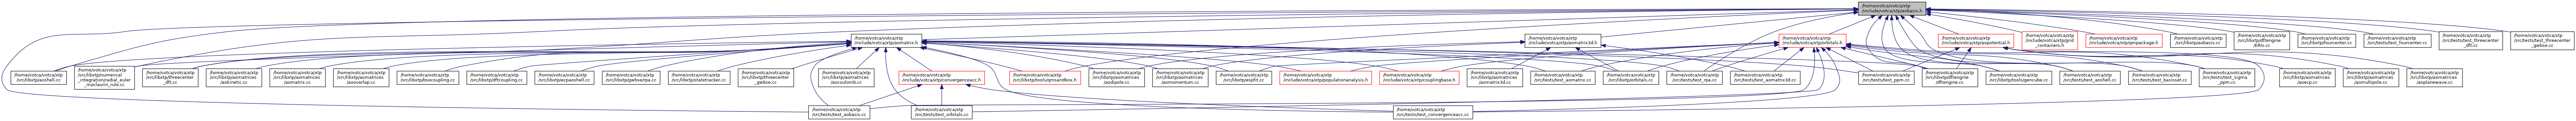 /home/votca/votca/xtp
/include/votca/xtp/aobasis.h
/home/votca/votca/xtp
/include/votca/xtp/aomatrix.h
/home/votca/votca/xtp
/include/votca/xtp/aomatrix3d.h
/home/votca/votca/xtp
/include/votca/xtp/orbitals.h
/home/votca/votca/xtp
/include/votca/xtp/aopotential.h
/home/votca/votca/xtp
/include/votca/xtp/grid
_containers.h
/home/votca/votca/xtp
/include/votca/xtp/qmpackage.h
/home/votca/votca/xtp
/src/libxtp/aobasis.cc
/home/votca/votca/xtp
/src/libxtp/dftengine
/ERIs.cc
/home/votca/votca/xtp
/src/libxtp/fourcenter.cc
/home/votca/votca/xtp
/src/tests/test_fourcenter.cc
/home/votca/votca/xtp
/src/tests/test_threecenter
_dft.cc
/home/votca/votca/xtp
/src/tests/test_threecenter
_gwbse.cc
/home/votca/votca/xtp
/src/libxtp/aoshell.cc
/home/votca/votca/xtp
/src/libxtp/numerical
_integration/radial_euler
_maclaurin_rule.cc
/home/votca/votca/xtp
/src/libxtp/threecenter
_dft.cc
/home/votca/votca/xtp
/src/libxtp/aomatrices
/aokinetic.cc
/home/votca/votca/xtp
/src/libxtp/aomatrices
/aomatrix.cc
/home/votca/votca/xtp
/src/libxtp/aomatrices
/aooverlap.cc
/home/votca/votca/xtp
/src/libxtp/bsecoupling.cc
/home/votca/votca/xtp
/src/libxtp/dftcoupling.cc
/home/votca/votca/xtp
/src/libxtp/ecpaoshell.cc
/home/votca/votca/xtp
/src/libxtp/gwbse/rpa.cc
/home/votca/votca/xtp
/src/libxtp/statetracker.cc
/home/votca/votca/xtp
/src/libxtp/threecenter
_gwbse.cc
/home/votca/votca/xtp
/src/libxtp/aomatrices
/aocoulomb.cc
/home/votca/votca/xtp
/include/votca/xtp/convergenceacc.h
/home/votca/votca/xtp
/src/libxtp/tools/qmsandbox.h
/home/votca/votca/xtp
/src/libxtp/aomatrices
/aodipole.cc
/home/votca/votca/xtp
/src/libxtp/aomatrices
/aomomentum.cc
/home/votca/votca/xtp
/src/libxtp/espfit.cc
/home/votca/votca/xtp
/include/votca/xtp/populationanalysis.h
/home/votca/votca/xtp
/include/votca/xtp/couplingbase.h
/home/votca/votca/xtp
/src/libxtp/aomatrices
/aomatrix3d.cc
/home/votca/votca/xtp
/src/tests/test_aomatrix.cc
/home/votca/votca/xtp
/src/libxtp/orbitals.cc
/home/votca/votca/xtp
/src/tests/test_rpa.cc
/home/votca/votca/xtp
/src/tests/test_aomatrix3d.cc
/home/votca/votca/xtp
/src/tests/test_ppm.cc
/home/votca/votca/xtp
/src/libxtp/dftengine
/dftengine.cc
/home/votca/votca/xtp
/src/libxtp/tools/gencube.cc
/home/votca/votca/xtp
/src/tests/test_aoshell.cc
/home/votca/votca/xtp
/src/tests/test_basisset.cc
/home/votca/votca/xtp
/src/tests/test_sigma
_ppm.cc
/home/votca/votca/xtp
/src/libxtp/aomatrices
/aoecp.cc
/home/votca/votca/xtp
/src/libxtp/aomatrices
/aomultipole.cc
/home/votca/votca/xtp
/src/libxtp/aomatrices
/aoplanewave.cc
/home/votca/votca/xtp
/src/tests/test_aobasis.cc
/home/votca/votca/xtp
/src/tests/test_orbitals.cc
/home/votca/votca/xtp
/src/tests/test_convergenceacc.cc